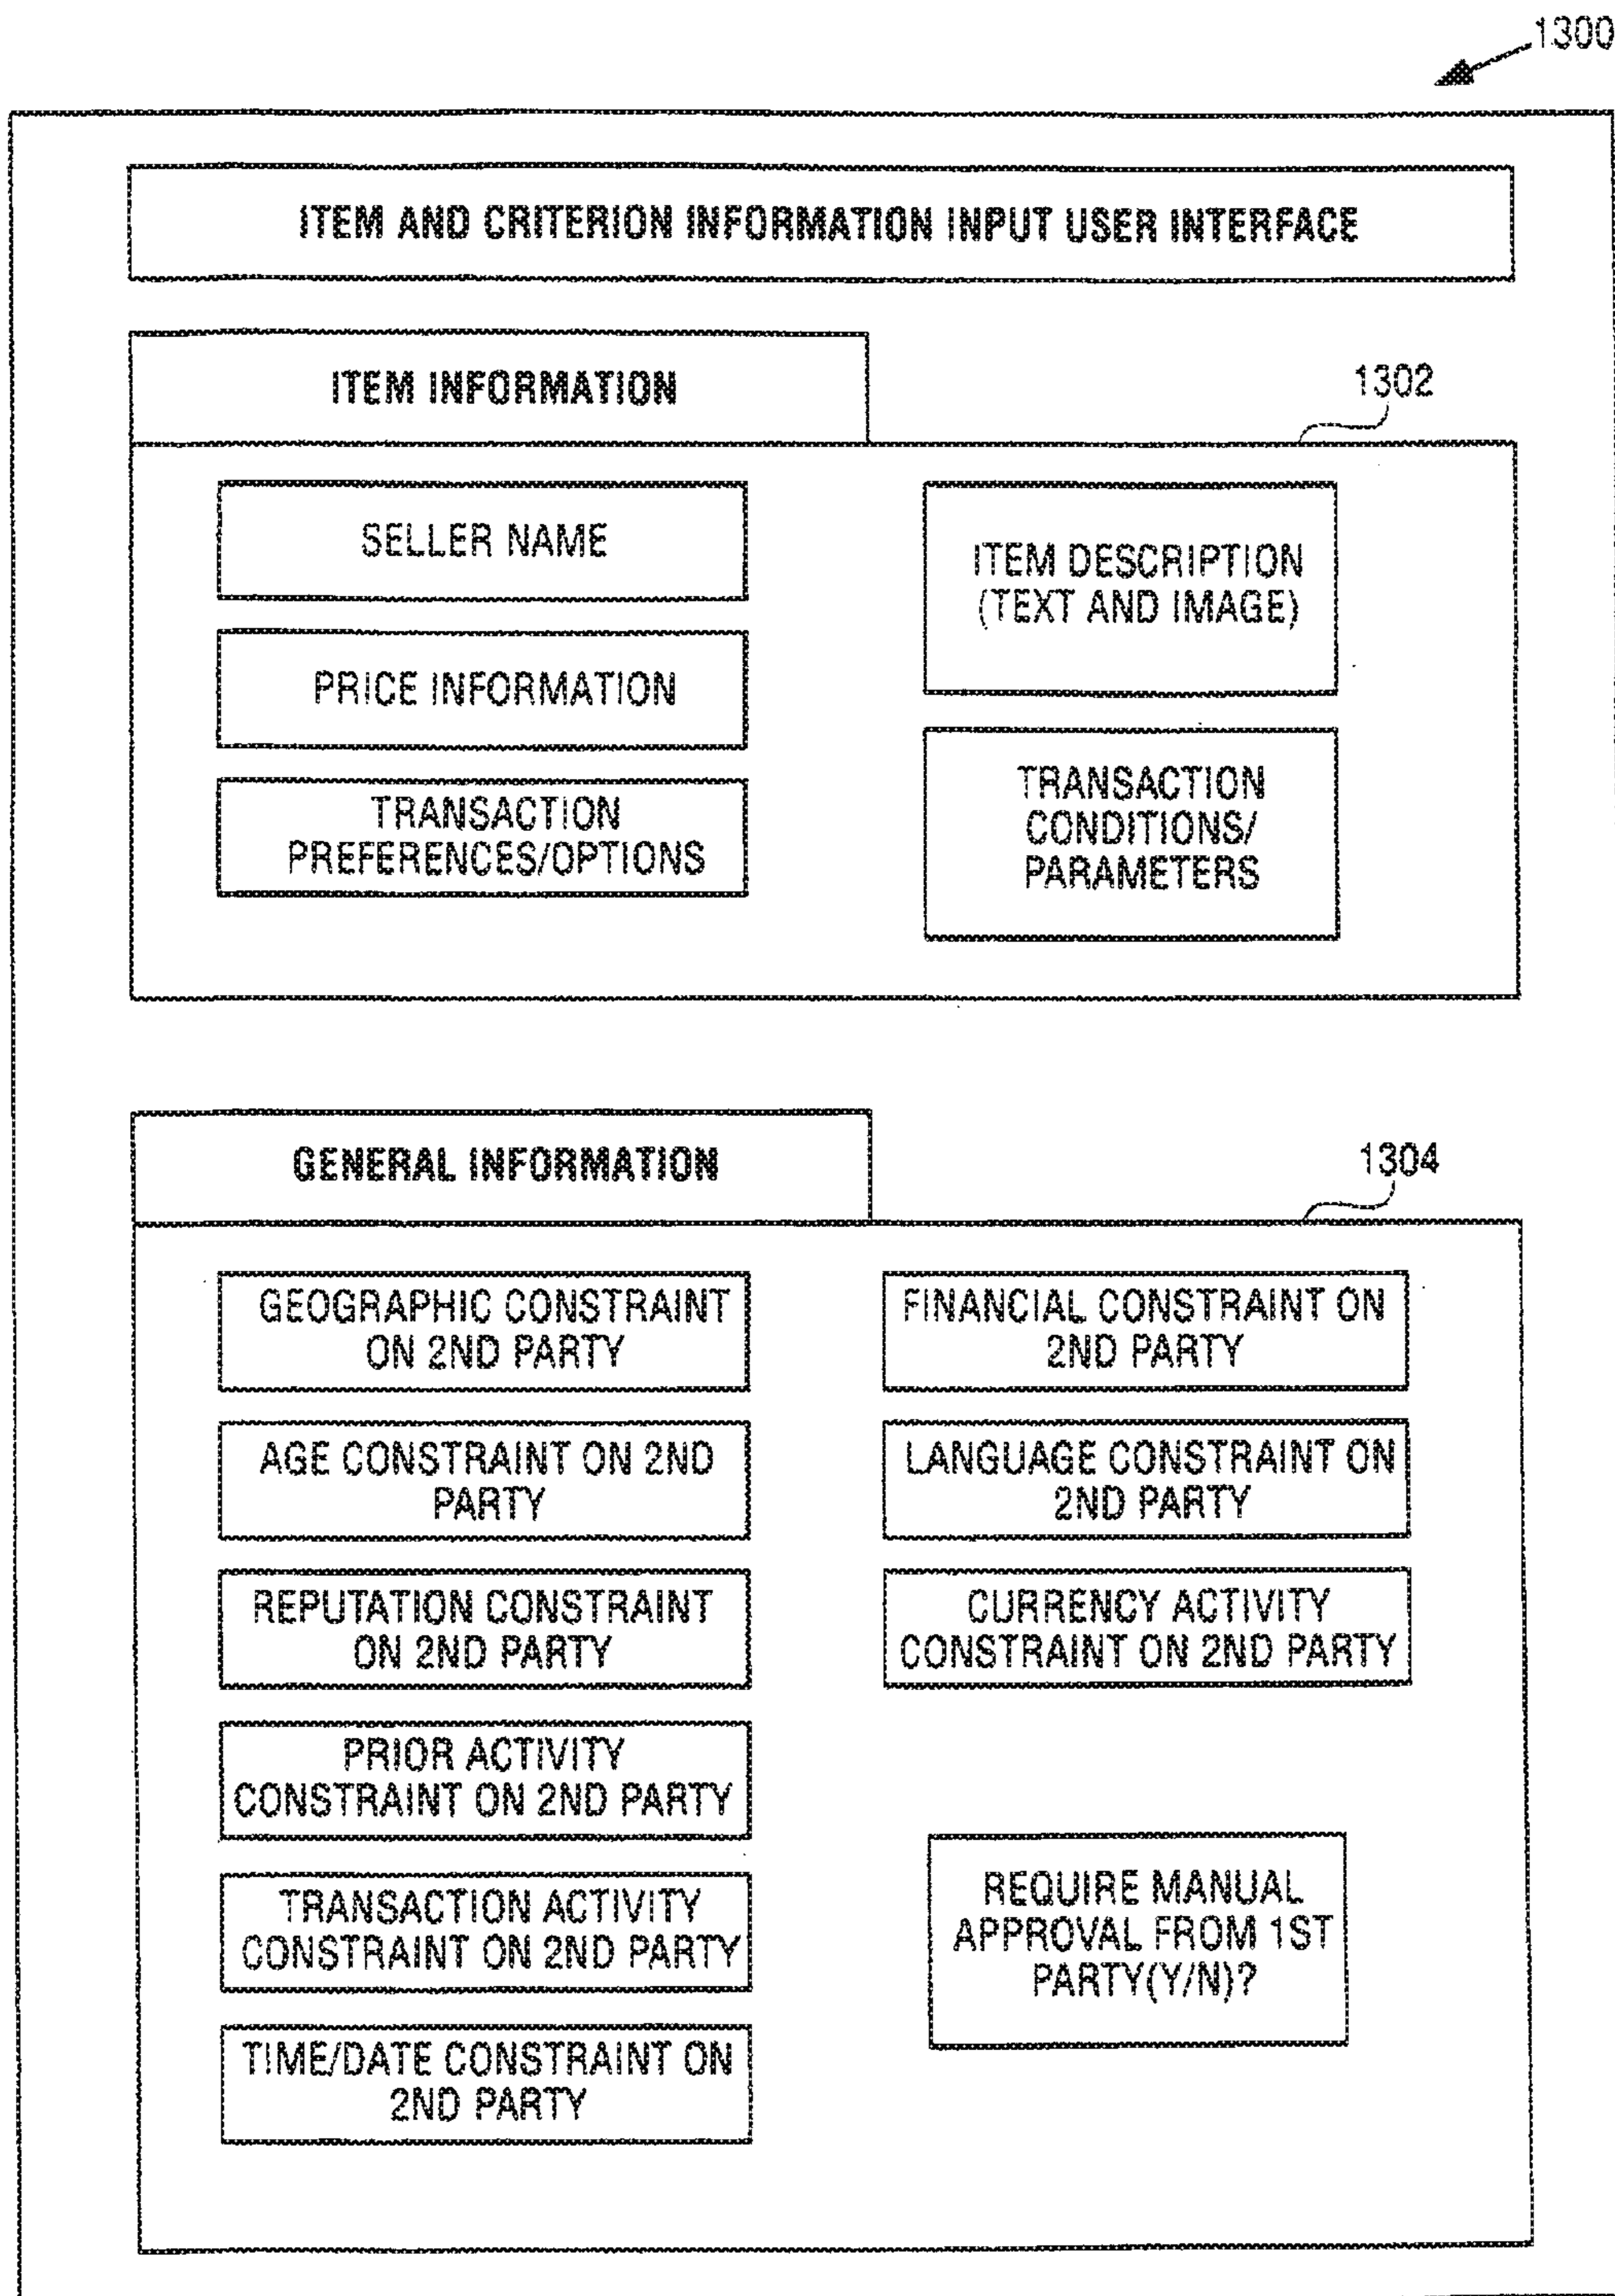 1300
ITEM AND CRITERION INFORMATION INPUT USER INTERFACE
ITEM INFORMATION
1302
SELLER NAME
PRICE INFORMATION
TRANSACTION
PREFERENCES/OPTIONS
ITEM DESCRIPTION
(TEXT AND IMAGE)
TRANSACTION
CONDITIONS/
PARAMETERS
GENERAL INFORMATION
1304
GEOGRAPHIC CONSTRAINT
ON 2ND PARTY
AGE CONSTRAINT ON 2ND
PARTY
REPUTATION CONSTRAINT
ON 2ND PARTY
PRIOR ACTIVITY
CONSTRAINT ON 2ND PARTY
TRANSACTION ACTIVITY
CONSTRAINT ON 2ND PARTY
TIME/DATE CONSTRAINT ON
2ND PARTY
FINANCIAL CONSTRAINT ON
2ND PARTY
LANGUAGE CONSTRAINT ON
2ND PARTY
CURRENCY ACTIVITY
CONSTRAINT ON 2ND PARTY
REQUIRE MANUAL
APPROVAL FROM 1ST
PARTY(Y/N)?